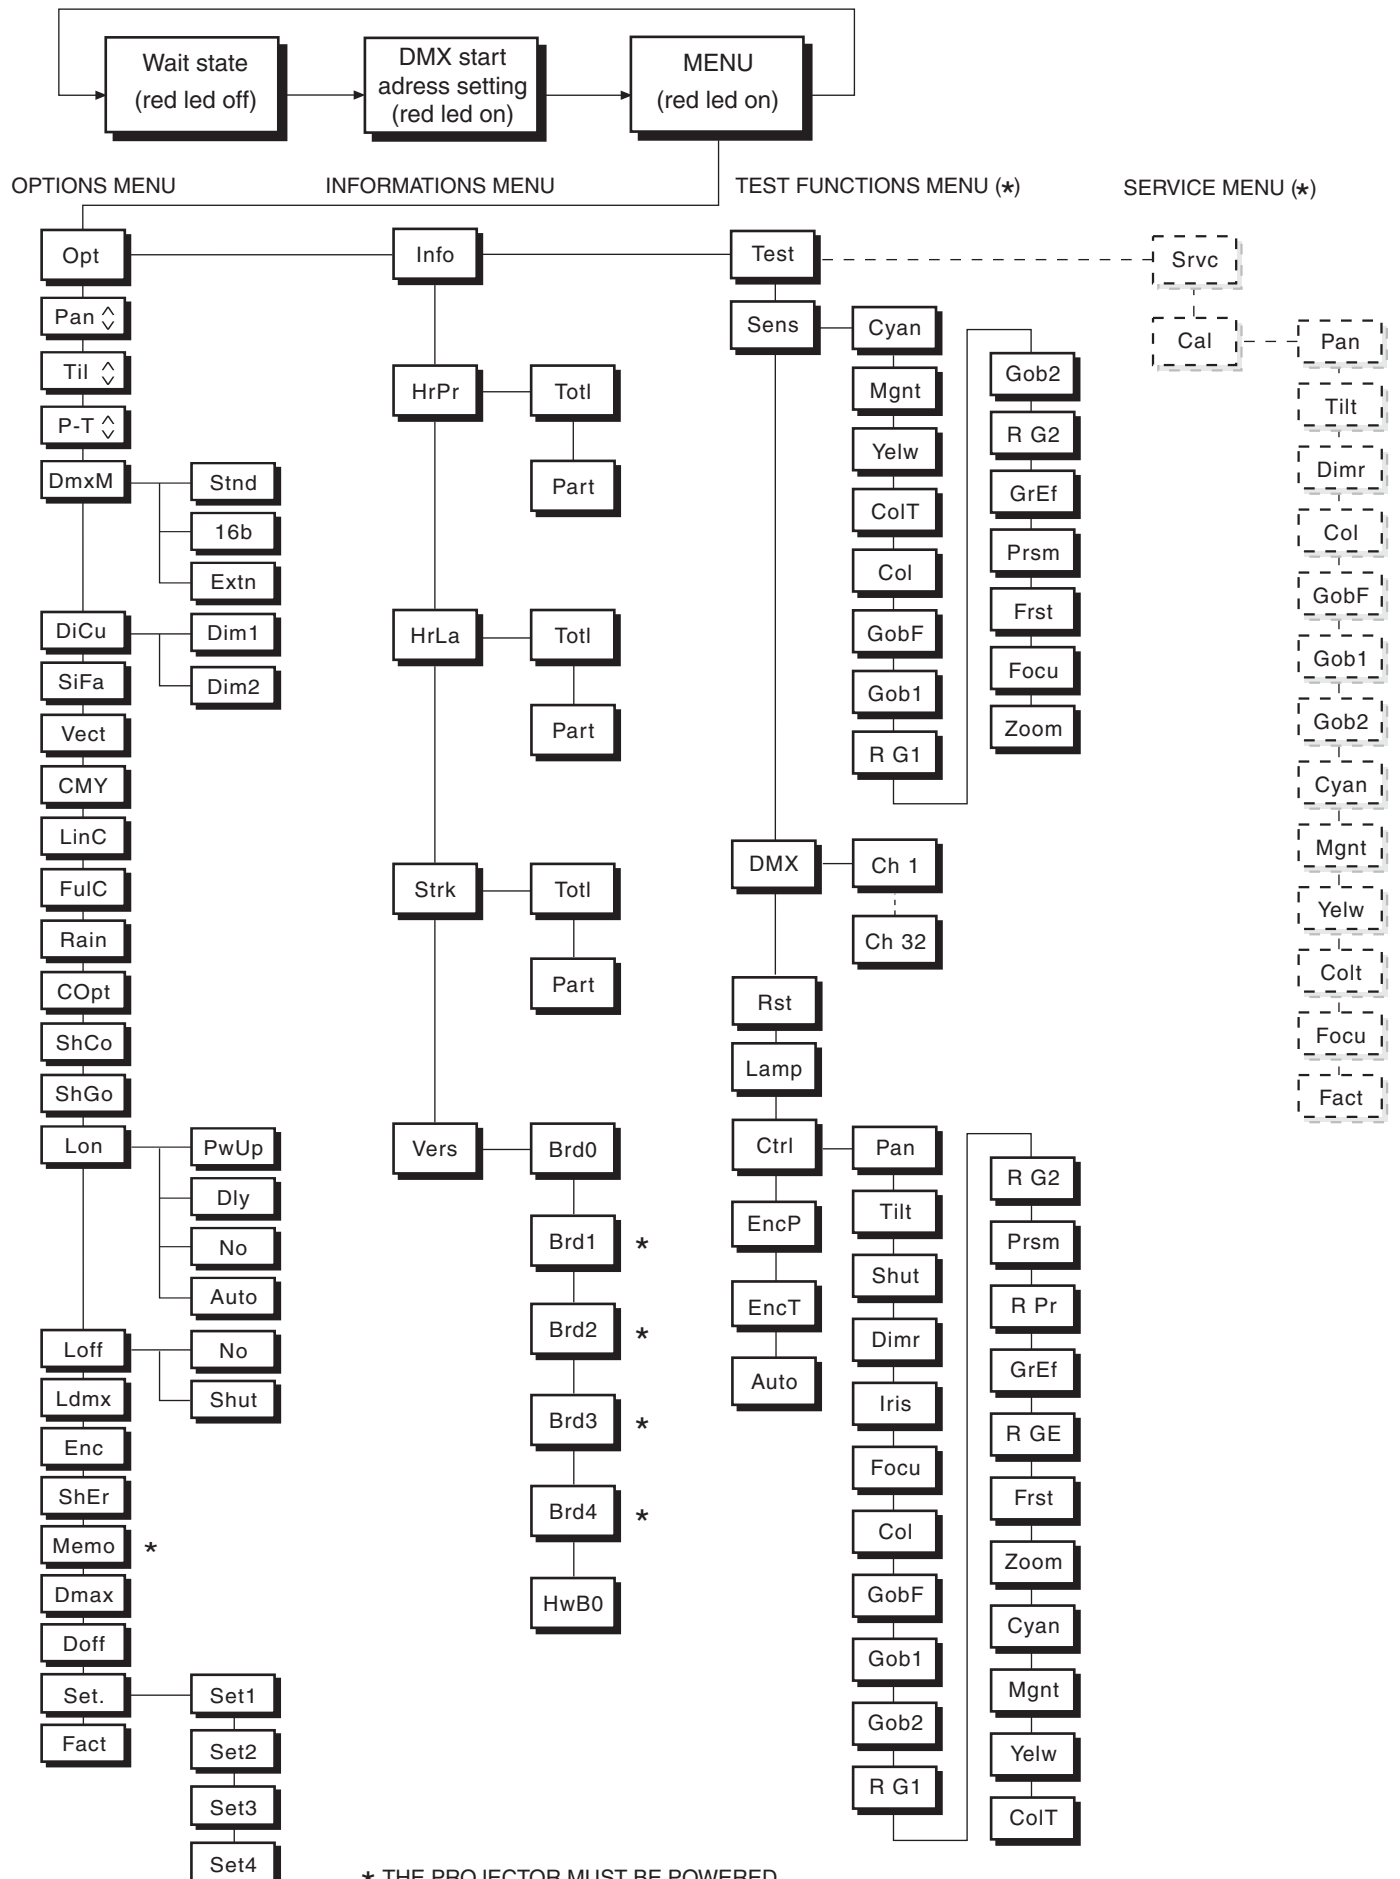 Wait state
(red led off)
DMX start
adress setting
(red led on)
MENU
(red led on)
OPTIONS MENU
INFORMATIONS MENU
TEST FUNCTIONS MENU (*)
SERVICE MENU (*)
Opt
Pan
Til
P-T
DmxM
Stnd
16b
Extn
DiCu
Dim1
Dim2
SiFa
Vect
CMY
LinC
FulC
Rain
COpt
ShCo
ShGo
Lon
PwUp
Dly
No
Auto
Loff
No
Shut
Ldmx
Enc
ShEr
Memo *
Dmax
Doff
Set.
Set1
Set2
Set3
Set4
Fact
Info
HrPr
Totl
Part
HrLa
Totl
Part
Strk
Totl
Part
Vers
Brd0
Brd1 *
Brd2 *
Brd3 *
Brd4 *
HwB0
Test
Sens
Cyan
Mgnt
Yelw
ColT
Col
GobF
Gob1
R G1
Gob2
R G2
GrEf
Prsm
Frst
Focu
Zoom
DMX
Ch 1
Ch 32
Rst
Lamp
Ctrl
Pan
Tilt
Shut
Dimr
Iris
Focu
Col
GobF
Gob1
Gob2
R G1
R G2
Prsm
R Pr
GrEf
R GE
Frst
Zoom
Cyan
Mgnt
Yelw
ColT
EncP
EncT
Auto
Srvc
Cal
Pan
Tilt
Dimr
Col
GobF
Gob1
Gob2
Cyan
Mgnt
Yelw
Colt
Focu
Fact
* THE PROJECTOR MUST BE POWERED